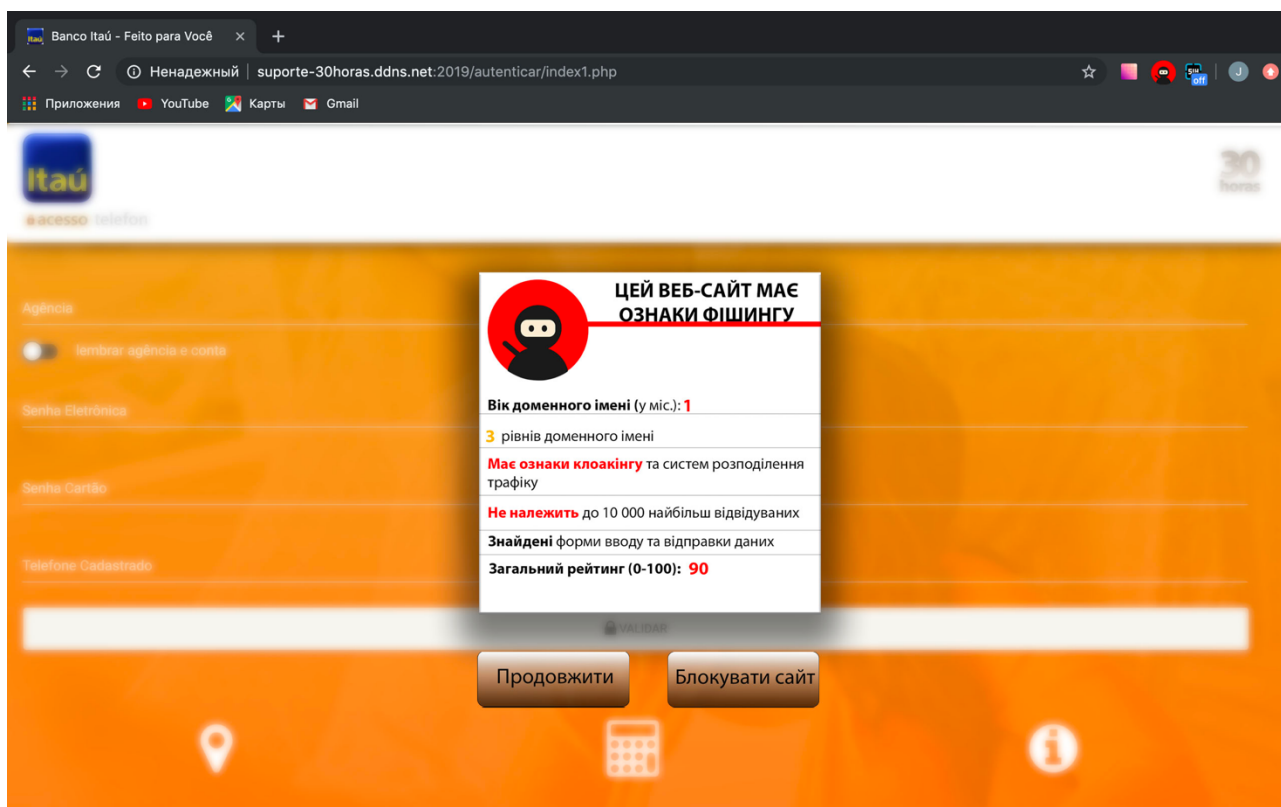 Banco Itaú - Feito para Você
Ненадежный | suporte-30horas.ddns.net:2019/autenticar/index1.php
off
J
Приложения YouTube Карты Gmail
Itaú
30
horas
acesso telefon
ЦЕЙ ВЕБ-САЙТ МАЄ
ОЗНАКИ ФІШИНГУ
Agência
lembrar agência e conta
Вік доменного імені (у міс.): 1
Senha Eletrônica
3 рівнів доменного імені
Має ознаки клоакінгу та систем розподілення
трафіку
Senha Cartão
Не належить до 10 000 найбільш відвідуваних
Знайдені форми вводу та відправки даних
Telefone Cadastrado
Загальний рейтинг (0-100): 90
VALIDAR
Продовжити
Блокувати сайт